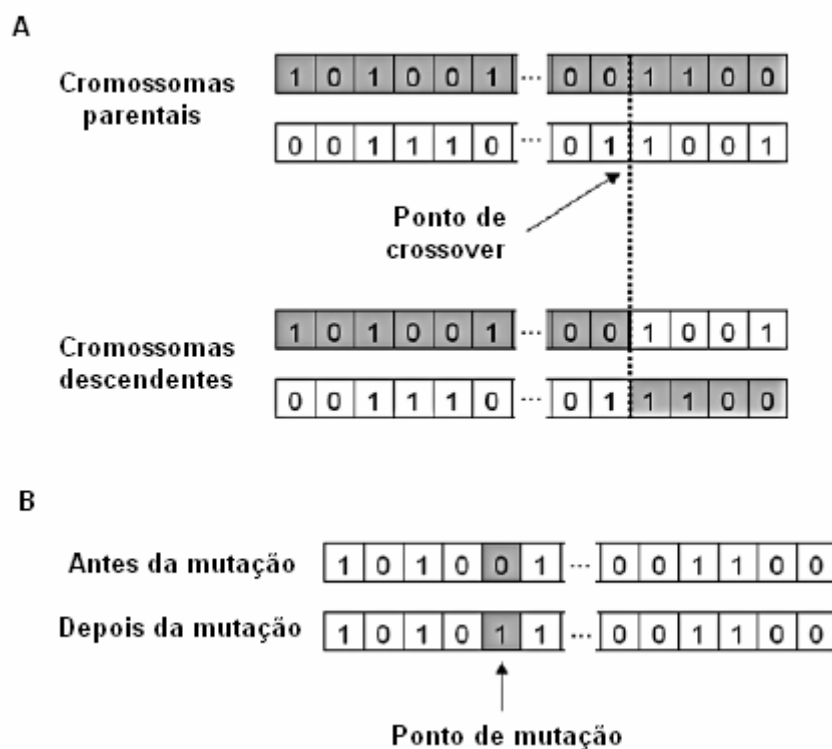 A
Cromossomas
parentais
1 0 1 0 0 1 ... 0 0 1 1 0 0
0 0 1 1 1 0 ... 0 1 1 0 0 1
Ponto de
crossover
Cromossomas
descendentes
1 0 1 0 0 1 ... 0 0 1 0 0 1
0 0 1 1 1 0 ... 0 1 1 1 0 0
B
Antes da mutação
1 0 1 0 0 1 ... 0 0 1 1 0 0
Depois da mutação
1 0 1 0 1 1 ... 0 0 1 1 0 0
Ponto de mutação